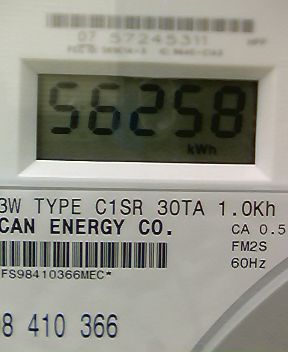 07 57245311
56258
kWh
3W TYPE C1SR 30TA 1.0Kh
CAN ENERGY CO.
CA 0.5
FM2S
60Hz
FS98410366MEC*
8 410 366